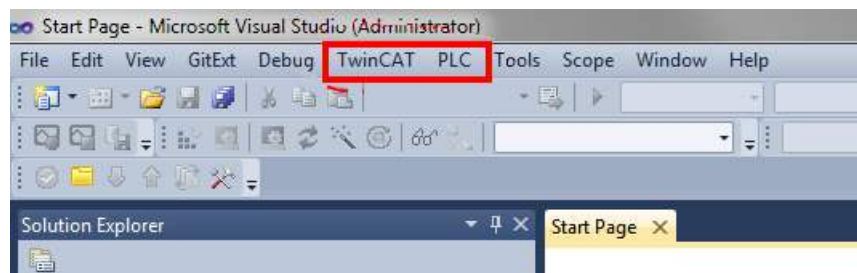 Start Page - Microsoft Visual Studio (Administrator)
File Edit View GitExt Debug TwinCAT PLC Tools Scope Window Help
Solution Explorer
Start Page